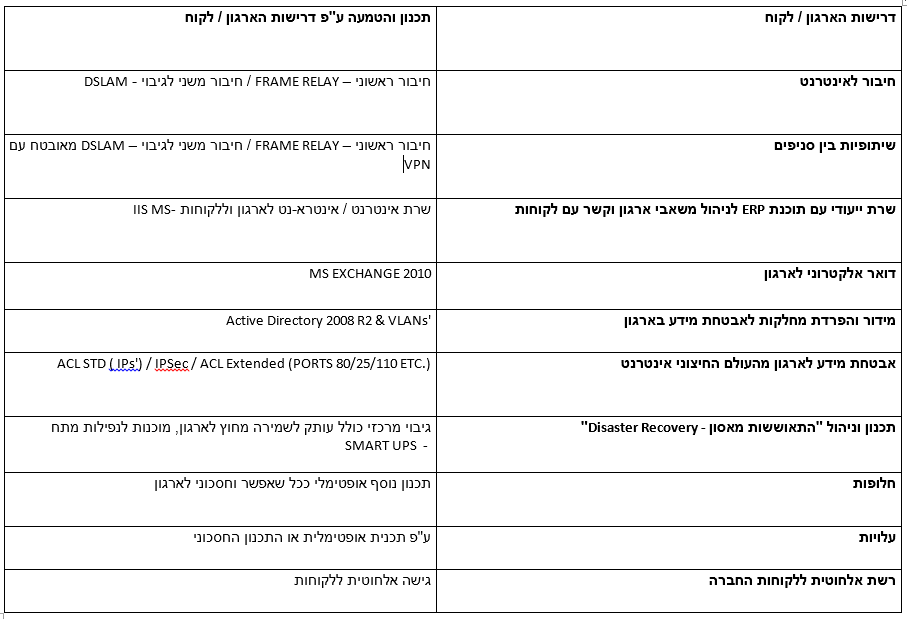 דרישות הארגון / לקוח
תכנון והטמעה ע"פ דרישות הארגון / לקוח
חיבור לאינטרנט
חיבור ראשוני – FRAME RELAY / חיבור משני לגיבוי - DSLAM
שיתופיות בין סניפים
חיבור ראשוני – FRAME RELAY / חיבור משני לגיבוי – DSLAM מאובטח עם
VPN
שרת ייעודי עם תוכנת ERP לניהול משאבי ארגון וקשר עם לקוחות
שרת אינטרנט / אינטרא-נט לארגון וללקוחות -IIS MS
דואר אלקטרוני לארגון
MS EXCHANGE 2010
מידור והפרדת מחלקות לאבטחת מידע בארגון
Active Directory 2008 R2 & VLANs'
אבטחת מידע לארגון מהעולם החיצוני אינטרנט
ACL STD ( IPs') / IPSec / ACL Extended (PORTS 80/25/110 ETC.)
תכנון וניהול "התאוששות מאסון - Disaster Recovery"
גיבוי מרכזי כולל עותק לשמירה מחוץ לארגון, מוכנות לנפילות מתח
- SMART UPS
חלופות
תכנון נוסף אופטימלי ככל שאפשר וחסכוני לארגון
עלויות
ע"פ תכנית אופטימלית או התכנון החסכוני
רשת אלחוטית ללקוחות החברה
גישה אלחוטית ללקוחות